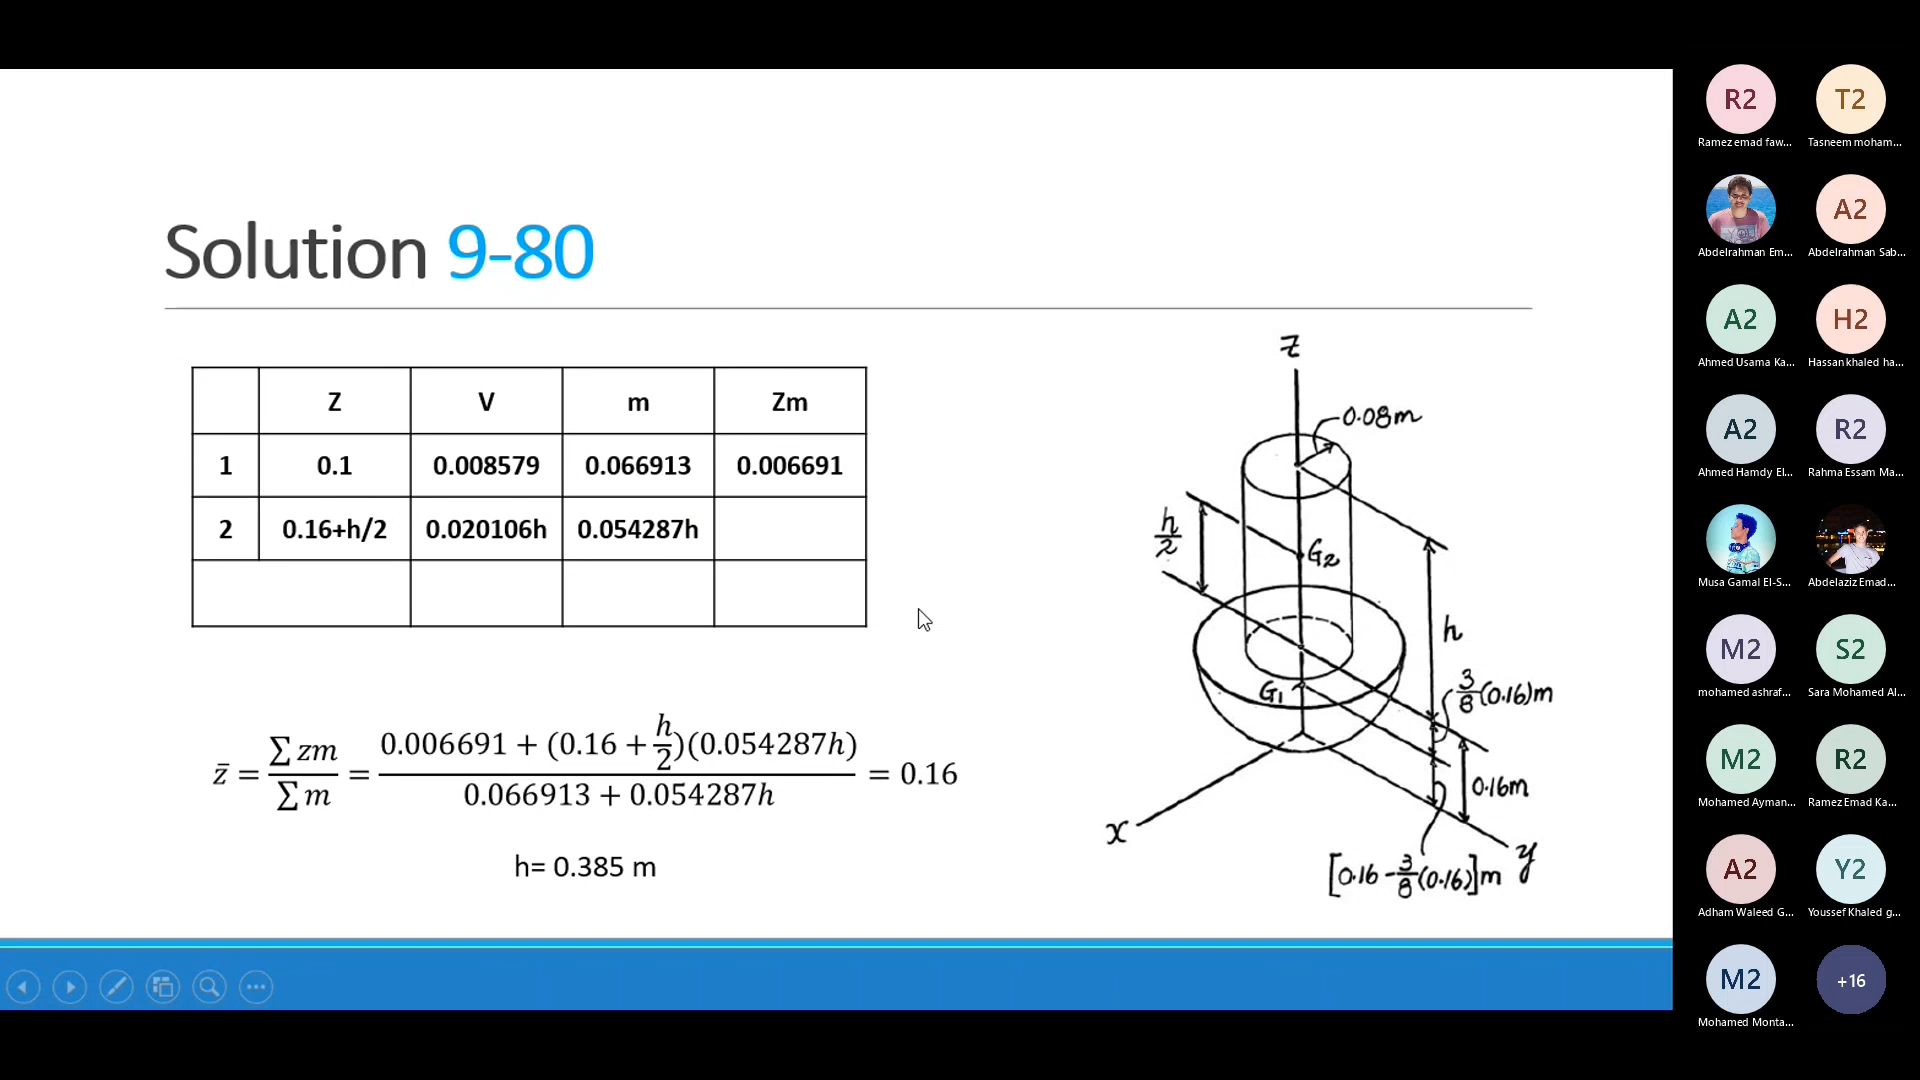 Solution 9-80
Z V m Zm
1 0.1 0.008579 0.066913 0.006691
2 0.16+h/2 0.020106h 0.054287h
z̄ = ∑ zm / ∑ m = 0.006691 + (0.16 + h/2)(0.054287h) / 0.066913 + 0.054287h = 0.16
h= 0.385 m
z
0.08m
h/2
G2
h
G1
3/8(0.16)m
0.16m
x
y
[0.16-3/8(0.16)]m
R2 T2
Ramez emad faw... Tasneem moham...
A2
Abdelrahman Em... Abdelrahman Sab...
A2 H2
Ahmed Usama Ka... Hassan khaled ha...
A2 R2
Ahmed Hamdy El... Rahma Essam Ma...
Musa Gamal El-S... Abdelaziz Emad...
M2 S2
mohamed ashraf... Sara Mohamed Al...
M2 R2
Mohamed Ayman... Ramez Emad Ka...
A2 Y2
Adham Waleed G... Youssef Khaled g...
M2 +16
Mohamed Monta...